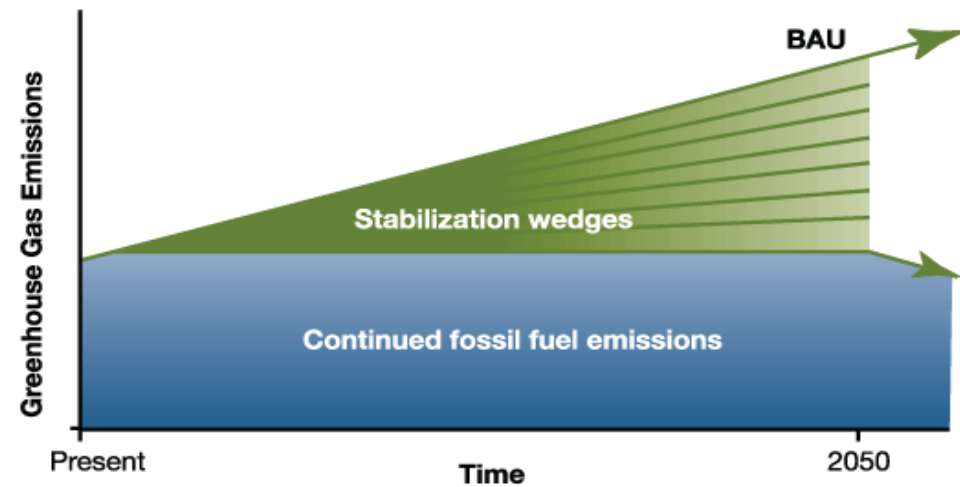 BAU
Greenhouse Gas Emissions
Stabilization wedges
Continued fossil fuel emissions
Present
2050
Time